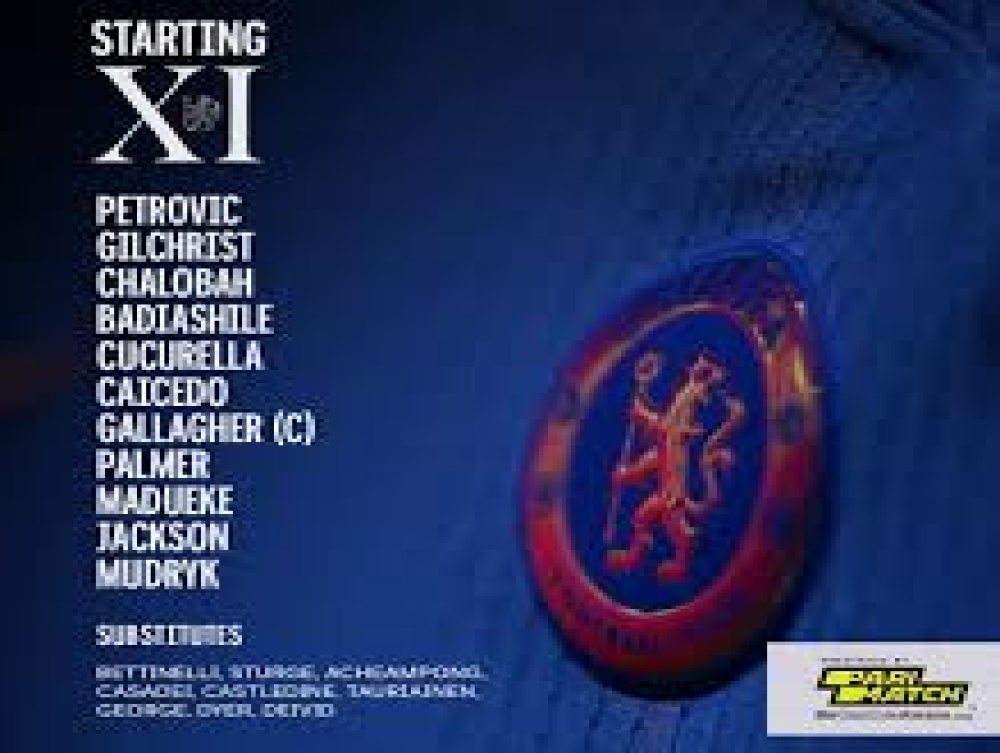 STARTING
XI
PETROVIC
GILCHRIST
CHALOBAH
BADIASHILE
CUCURELLA
CAICEDO
GALLAGHER (C)
PALMER
MADUEKE
JACKSON
MUDRYK
SUBSTITUTES
BETTINELLI, STURGE, ACHEAMPONG,
CASADEI, CASTLEDINE, TAURIAINEN,
GEORGE, DYER, DEIVID
PARI
MATCH